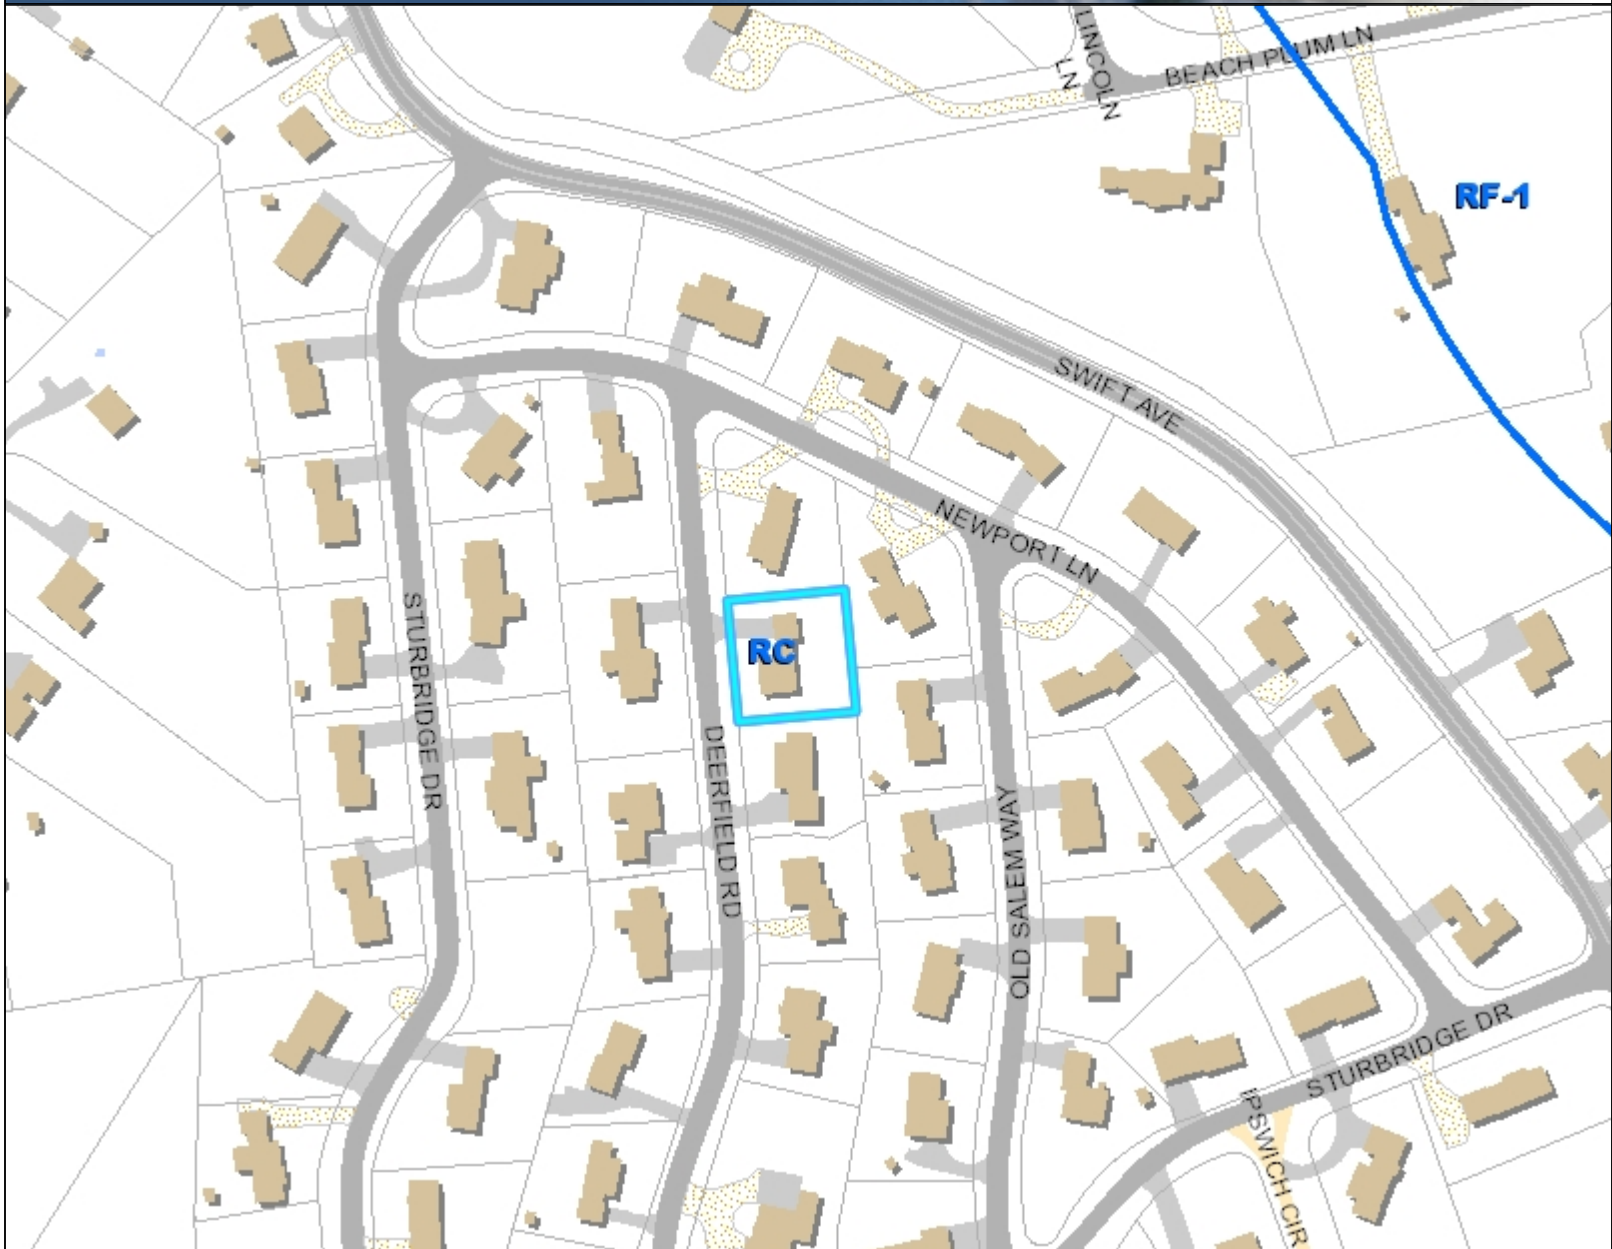 LINCOLN
LN
BEACH PLUM LN
RF-1
SWIFT AVE
NEWPORT LN
STURBRIDGE DR
RC
DEERFIELD RD
OLD SALEM WAY
STURBRIDGE DR
IPSWICH CIR